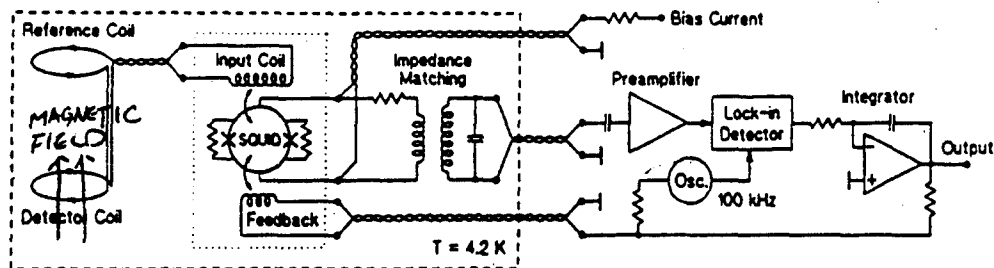 Reference Coil
Input Coil
Impedance
Matching
Bias Current
Preamplifier
Lock-in
Detector
Integrator
Output
MAGNETIC
FIELD
SQUID
Osc.
100 kHz
Detector Coil
Feedback
T = 4.2 K